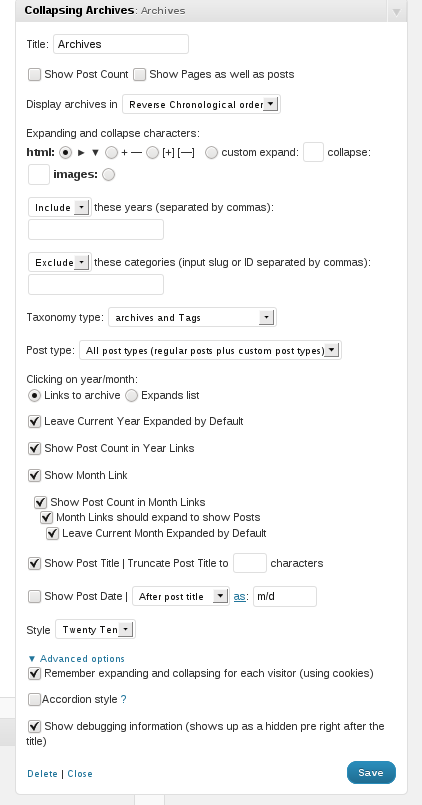 Collapsing Archives: Archives
Title: Archives
Show Post Count Show Pages as well as posts
Display archives in Reverse Chronological order
Expanding and collapse characters:
html: ► ▼ + — [+] [—] custom expand: collapse:
images:
Include these years (separated by commas):
Exclude these categories (input slug or ID separated by commas):
Taxonomy type: archives and Tags
Post type: All post types (regular posts plus custom post types)
Clicking on year/month:
Links to archive Expands list
Leave Current Year Expanded by Default
Show Post Count in Year Links
Show Month Link
Show Post Count in Month Links
Month Links should expand to show Posts
Leave Current Month Expanded by Default
Show Post Title | Truncate Post Title to characters
Show Post Date | After post title as: m/d
Style Twenty Ten
▼ Advanced options
Remember expanding and collapsing for each visitor (using cookies)
Accordion style ?
Show debugging information (shows up as a hidden pre right after the
title)
Delete | Close Save